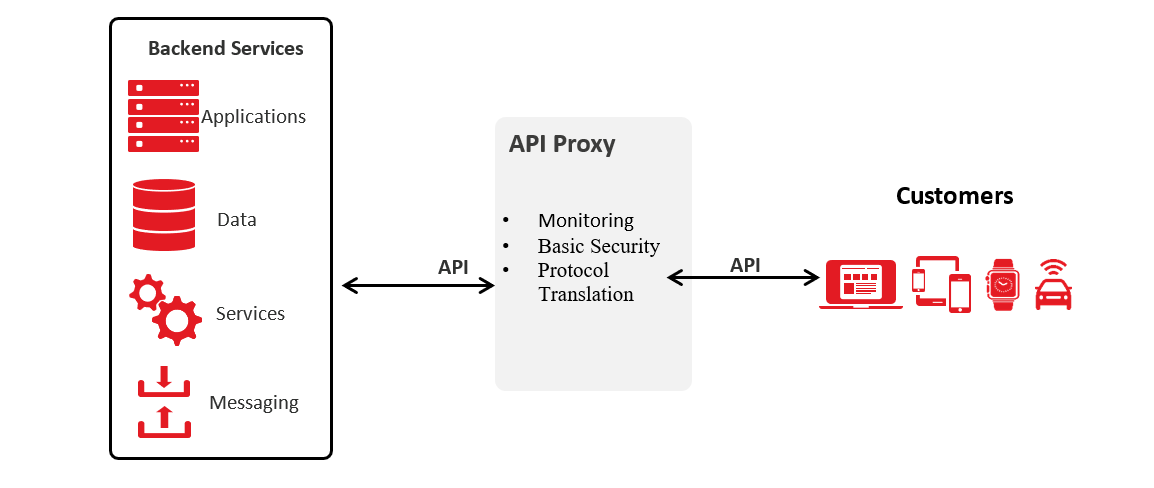 Backend Services
Applications
Data
Services
Messaging
API
API Proxy
• Monitoring
• Basic Security
• Protocol
Translation
API
Customers